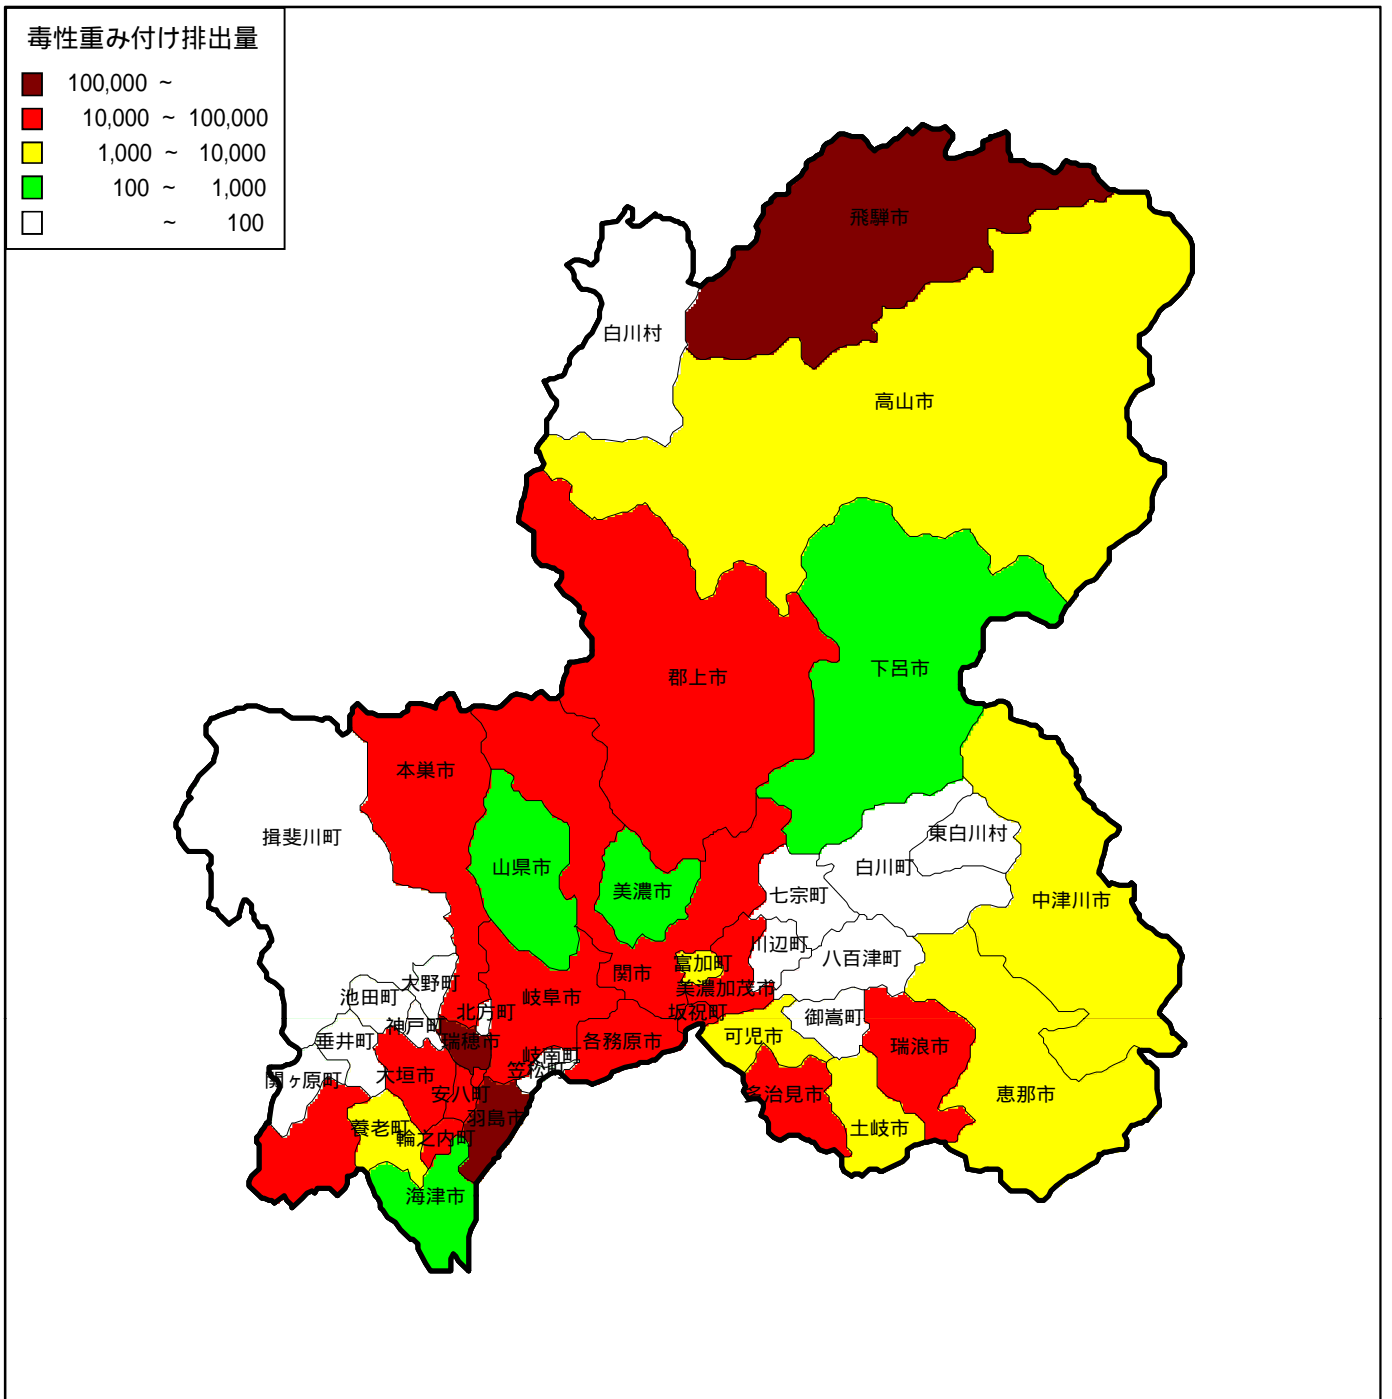 毒性重み付け排出量
100,000 ~
10,000 ~ 100,000
1,000 ~ 10,000
100 ~ 1,000
~ 100
飛騨市
白川村
高山市
郡上市
下呂市
本巣市
揖斐川町
東白川村
山県市
白川町
美濃市
七宗町
中津川市
川辺町
八百津町
富加町
関市
大野町
美濃加茂市
池田町
岐阜市
北方町
坂祝町
御嵩町
神戸町
可児市
垂井町
瑞穂市
各務原市
瑞浪市
岐南町
笠松町
大垣市
関ヶ原町
安八町
多治見市
恵那市
羽島市
養老町
土岐市
輪之内町
海津市